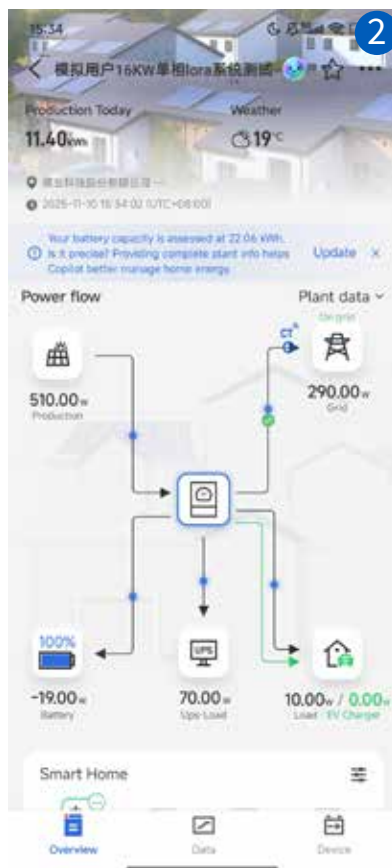 2
15:34
模拟用户16KW单相lora系统测试
Production Today
Weather
11.40kWh
19°C
2025-11-10 15:34:02 (UTC+08:00)
Your battery capacity is assessed at 22.06 kWh.
Is it precise? Providing complete plant info helps
Copilot better manage home energy.
Update ×
Power flow
Plant data
On grid
CT
510.00w
Production
290.00w
Grid
100%
UPS
-19.00w
Battery
70.00w
Ups-Load
10.00w / 0.00w
Load EV Charger
Smart Home
Overview
Data
Device